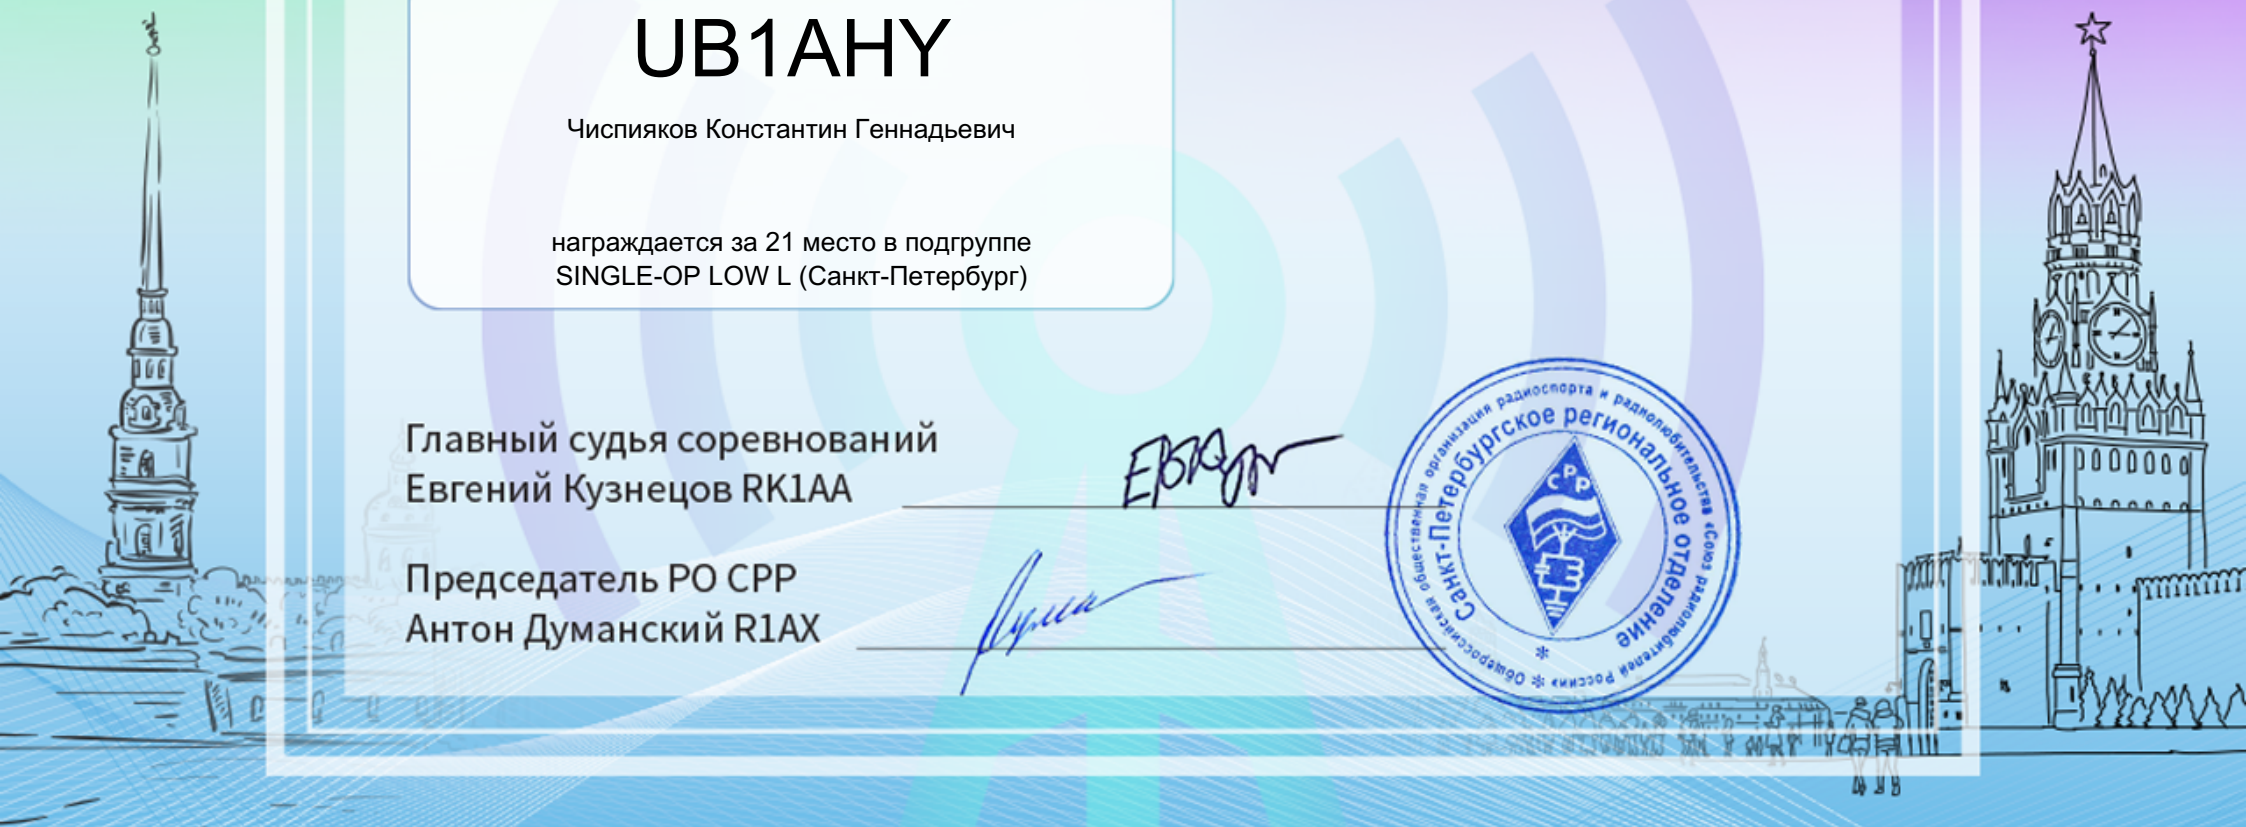 UB1AHY
Чиспияков Константин Геннадьевич
награждается за 21 место в подгруппе
SINGLE-OP LOW L (Санкт-Петербург)
Главный судья соревнований
Евгений Кузнецов RK1AA
Председатель РО СРР
Антон Думанский R1AX
Общероссийская общественная организация радиоспорта и радиолюбительства «Союз радиолюбителей России»
Санкт-Петербургское региональное отделение
СРР